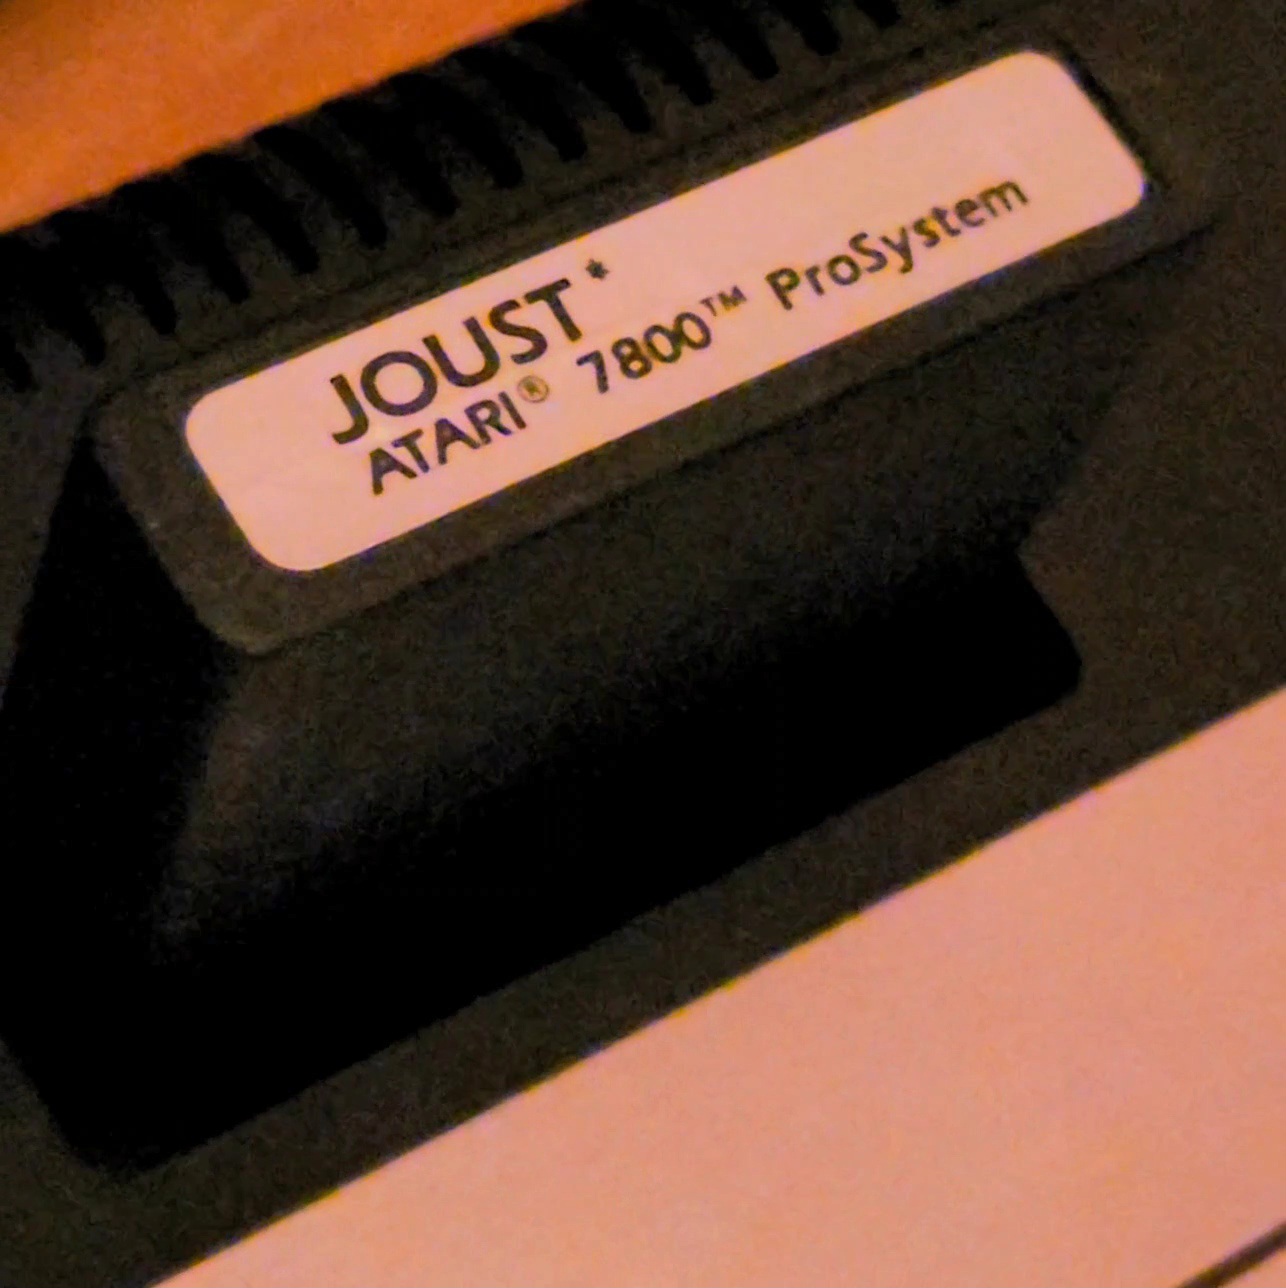 JOUST*
ATARI® 7800™ ProSystem